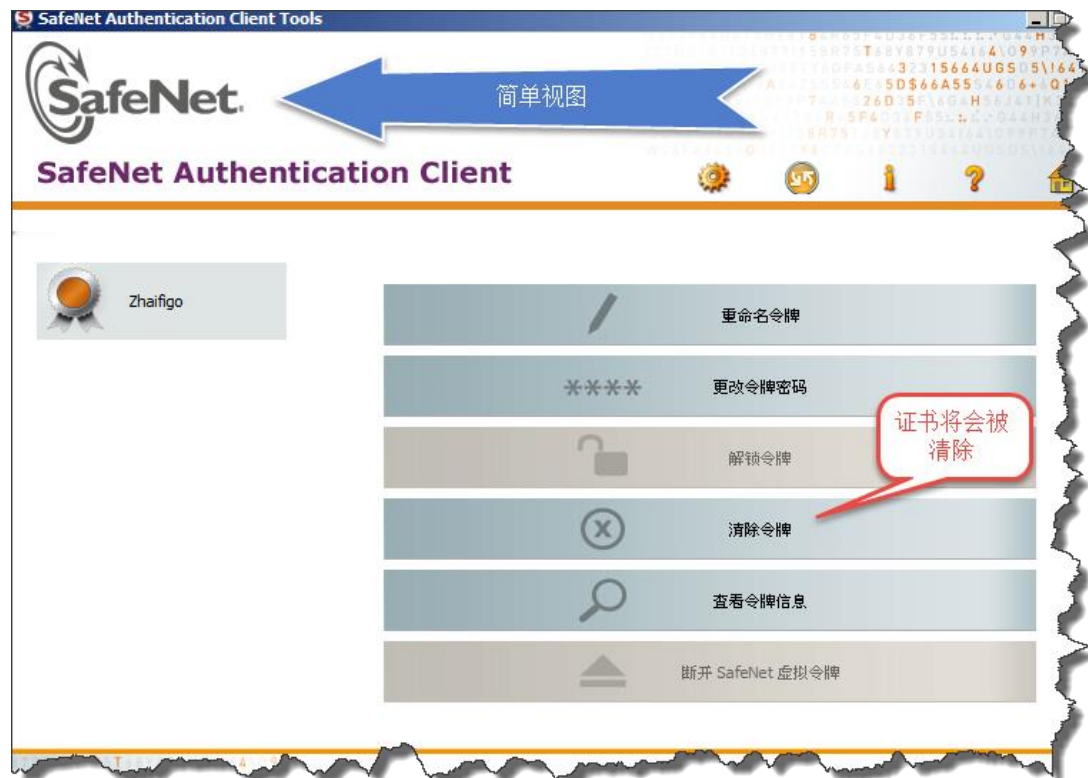 SafeNet Authentication Client Tools
SafeNet.
简单视图
SafeNet Authentication Client
Zhaifigo
重命名令牌
****
更改令牌密码
证书将会被
清除
解锁令牌
清除令牌
查看令牌信息
断开 SafeNet 虚拟令牌